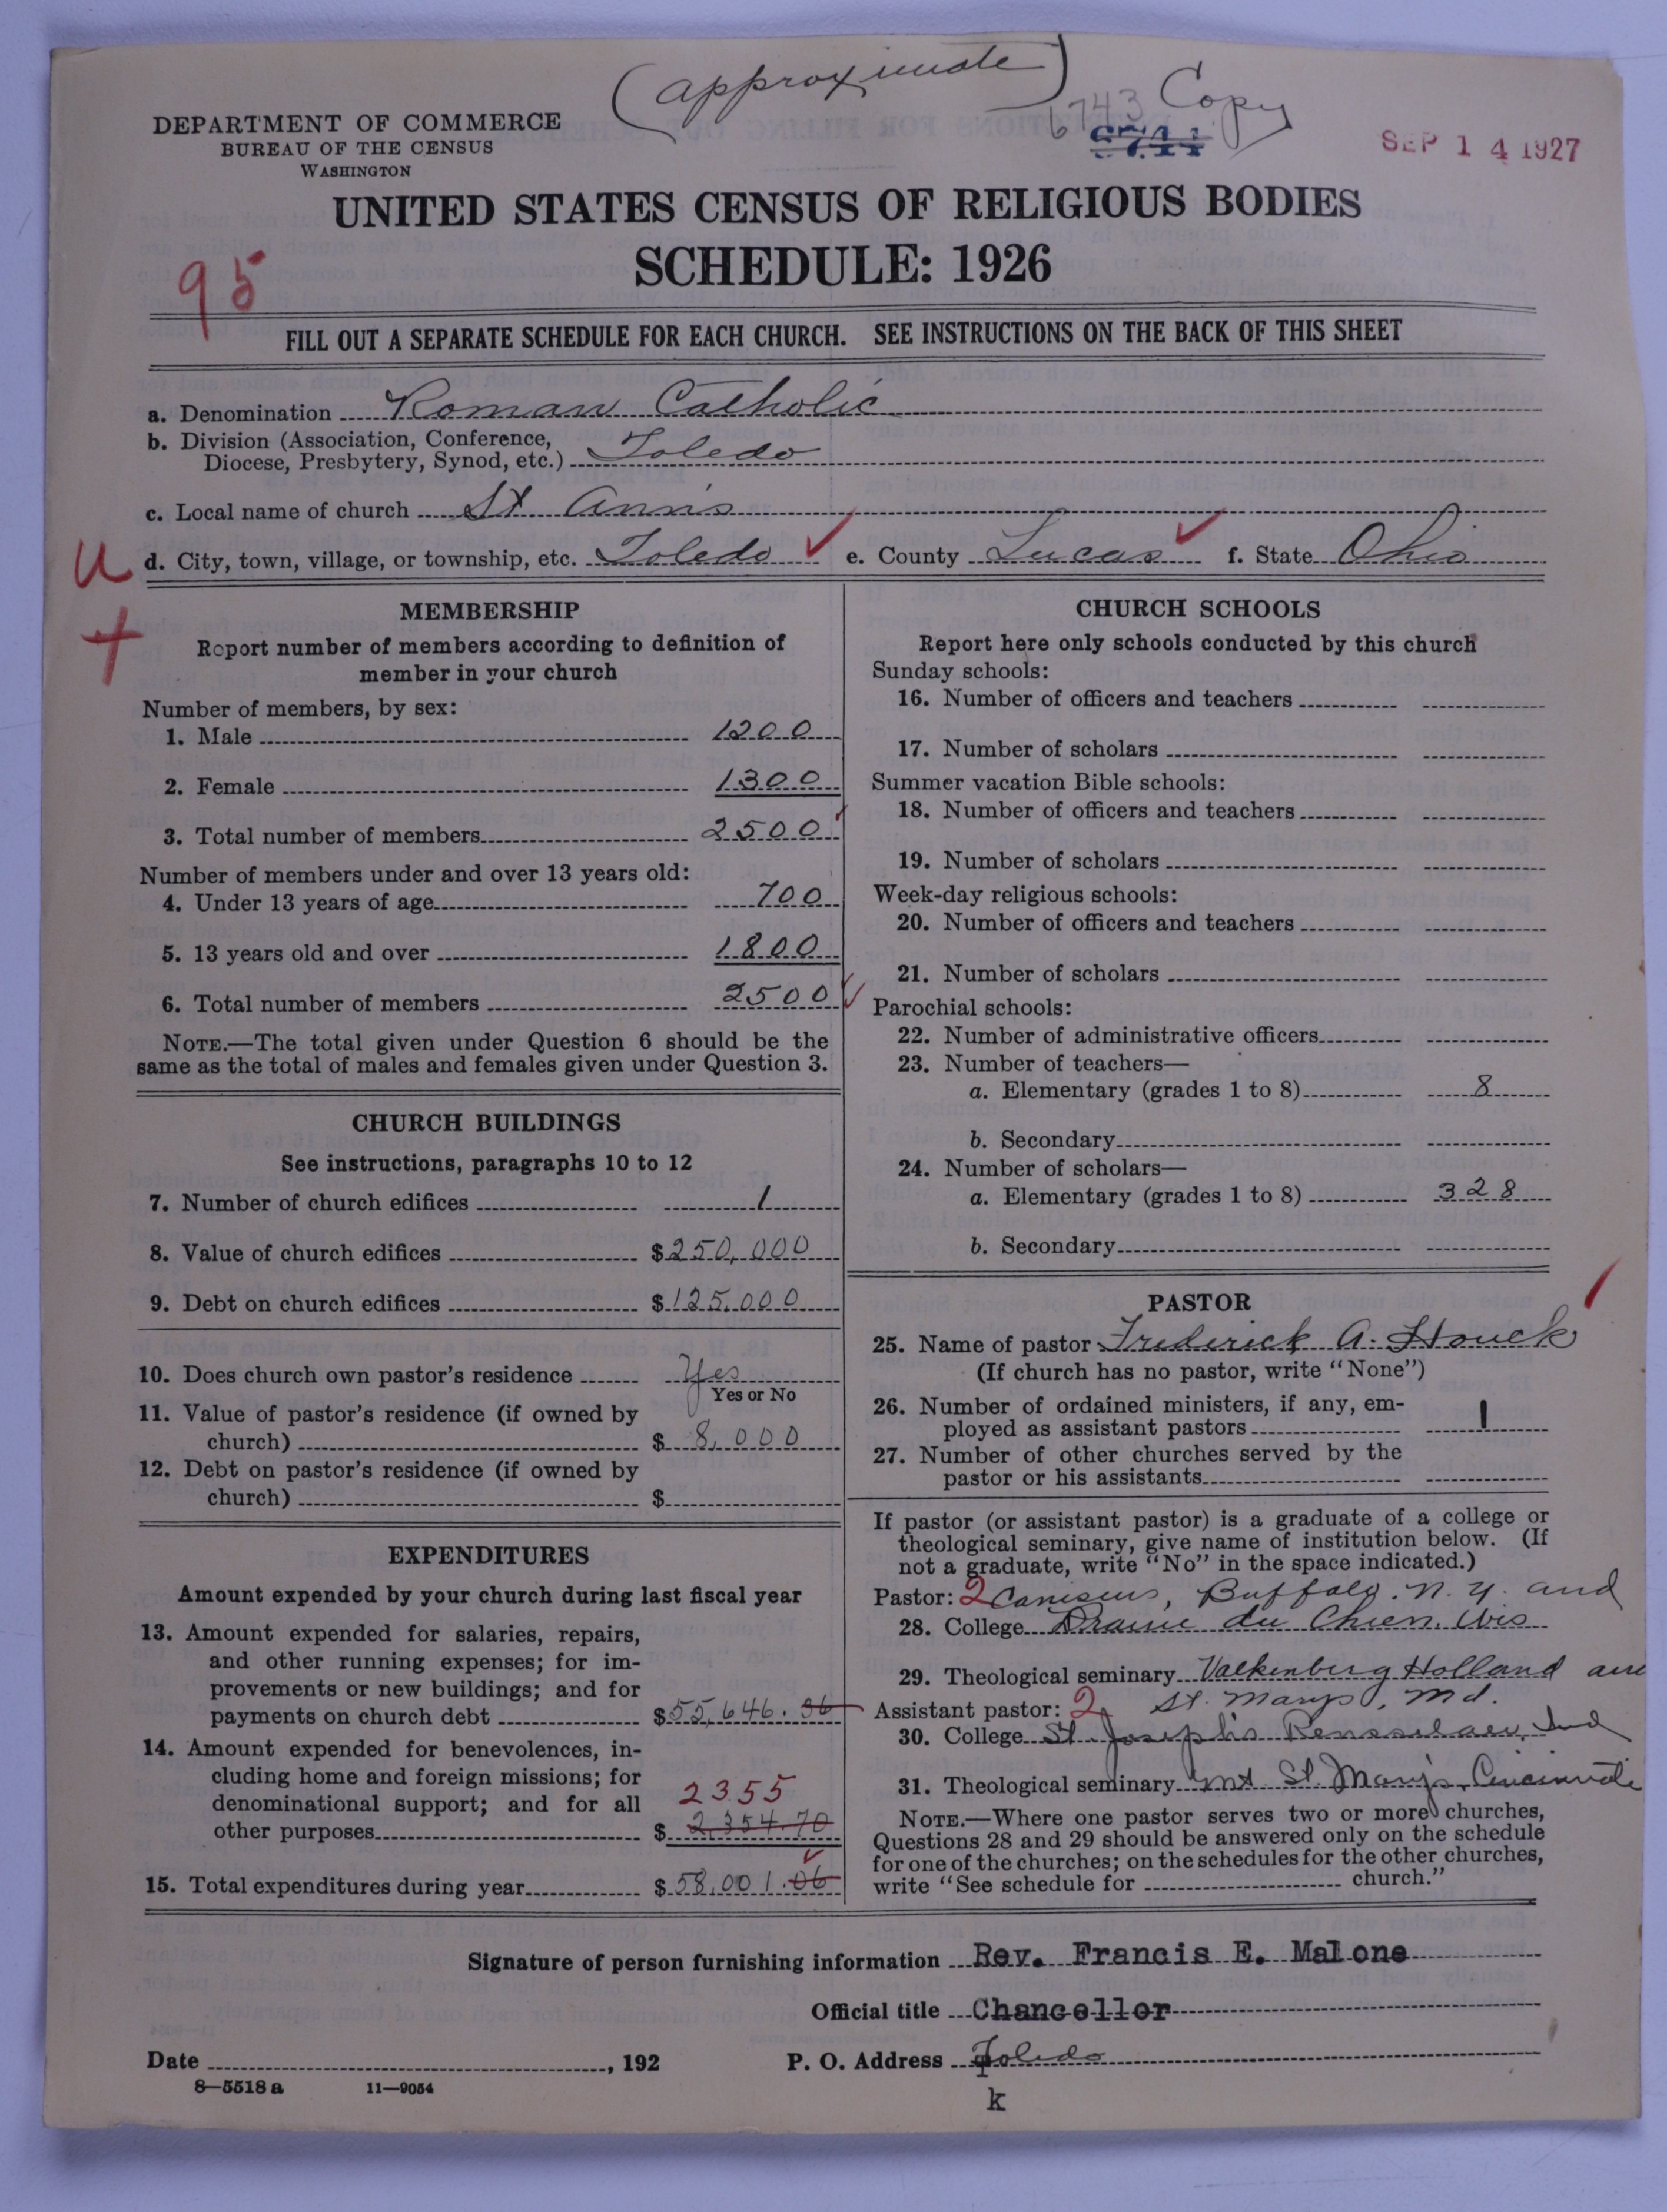 (approximate)
6743 Copy
6744
SEP 14 1927
DEPARTMENT OF COMMERCE
BUREAU OF THE CENSUS
WASHINGTON
UNITED STATES CENSUS OF RELIGIOUS BODIES
SCHEDULE: 1926
95
FILL OUT A SEPARATE SCHEDULE FOR EACH CHURCH. SEE INSTRUCTIONS ON THE BACK OF THIS SHEET
a. Denomination Roman Catholic
b. Division (Association, Conference, Diocese, Presbytery, Synod, etc.) Toledo
c. Local name of church St Ann's
U
d. City, town, village, or township, etc. Toledo ✓ e. County Lucas ✓ f. State Ohio
+
MEMBERSHIP
Report number of members according to definition of
member in your church
Number of members, by sex:
1. Male 1200
2. Female 1300
3. Total number of members 2500
Number of members under and over 13 years old:
4. Under 13 years of age 700
5. 13 years old and over 1800
6. Total number of members 2500 ✓
NOTE.—The total given under Question 6 should be the
same as the total of males and females given under Question 3.
CHURCH BUILDINGS
See instructions, paragraphs 10 to 12
7. Number of church edifices 1
8. Value of church edifices $250,000
9. Debt on church edifices $125,000
10. Does church own pastor's residence Yes
Yes or No
11. Value of pastor's residence (if owned by
church) $8,000
12. Debt on pastor's residence (if owned by
church) $
EXPENDITURES
Amount expended by your church during last fiscal year
13. Amount expended for salaries, repairs,
and other running expenses; for im-
provements or new buildings; and for
payments on church debt $55,646.36
14. Amount expended for benevolences, in-
cluding home and foreign missions; for
denominational support; and for all 2355
other purposes $2,354.70
15. Total expenditures during year $58,001.06
CHURCH SCHOOLS
Report here only schools conducted by this church
Sunday schools:
16. Number of officers and teachers
17. Number of scholars
Summer vacation Bible schools:
18. Number of officers and teachers
19. Number of scholars
Week-day religious schools:
20. Number of officers and teachers
21. Number of scholars
Parochial schools:
22. Number of administrative officers
23. Number of teachers—
a. Elementary (grades 1 to 8) 8
b. Secondary
24. Number of scholars—
a. Elementary (grades 1 to 8) 328
b. Secondary
PASTOR
25. Name of pastor Frederick A. Houck
(If church has no pastor, write "None")
26. Number of ordained ministers, if any, em-
ployed as assistant pastors 1
27. Number of other churches served by the
pastor or his assistants
If pastor (or assistant pastor) is a graduate of a college or
theological seminary, give name of institution below. (If
not a graduate, write "No" in the space indicated.)
Pastor: 2 Canisius, Buffalo. N. Y. and
28. College Prairie du Chien, Wis
29. Theological seminary Valkenberg Holland and
Assistant pastor: 2 St. Marys, Md.
30. College St. Joseph's Rensselaer, Ind
31. Theological seminary Mt St. Mary's, Cincinnati
NOTE.—Where one pastor serves two or more churches,
Questions 28 and 29 should be answered only on the schedule
for one of the churches; on the schedules for the other churches,
write "See schedule for church."
Signature of person furnishing information Rev. Francis E. Malone
Official title Chancellor
Date , 192
P. O. Address Toledo
8—5518a 11—9054
k